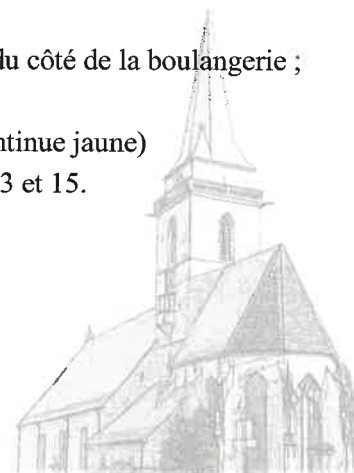 du côté de la boulangerie ;
ntinue jaune)
3 et 15.